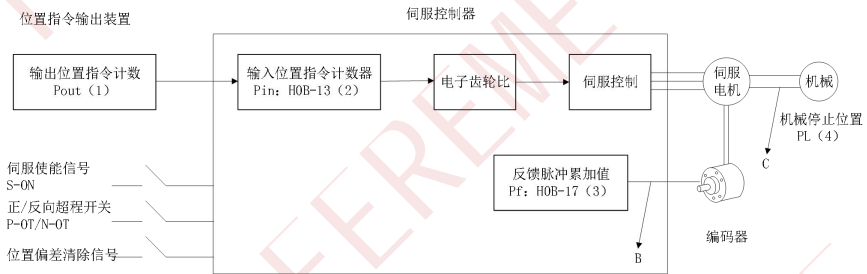 位置指令输出装置
伺服控制器
输出位置指令计数
Pout（1）
输入位置指令计数器
Pin：H0B-13（2）
电子齿轮比
伺服控制
伺服
电机
机械
机械停止位置
PL（4）
C
伺服使能信号
S-ON
正/反向超程开关
P-OT/N-OT
位置偏差清除信号
反馈脉冲累加值
Pf：H0B-17（3）
B
编码器